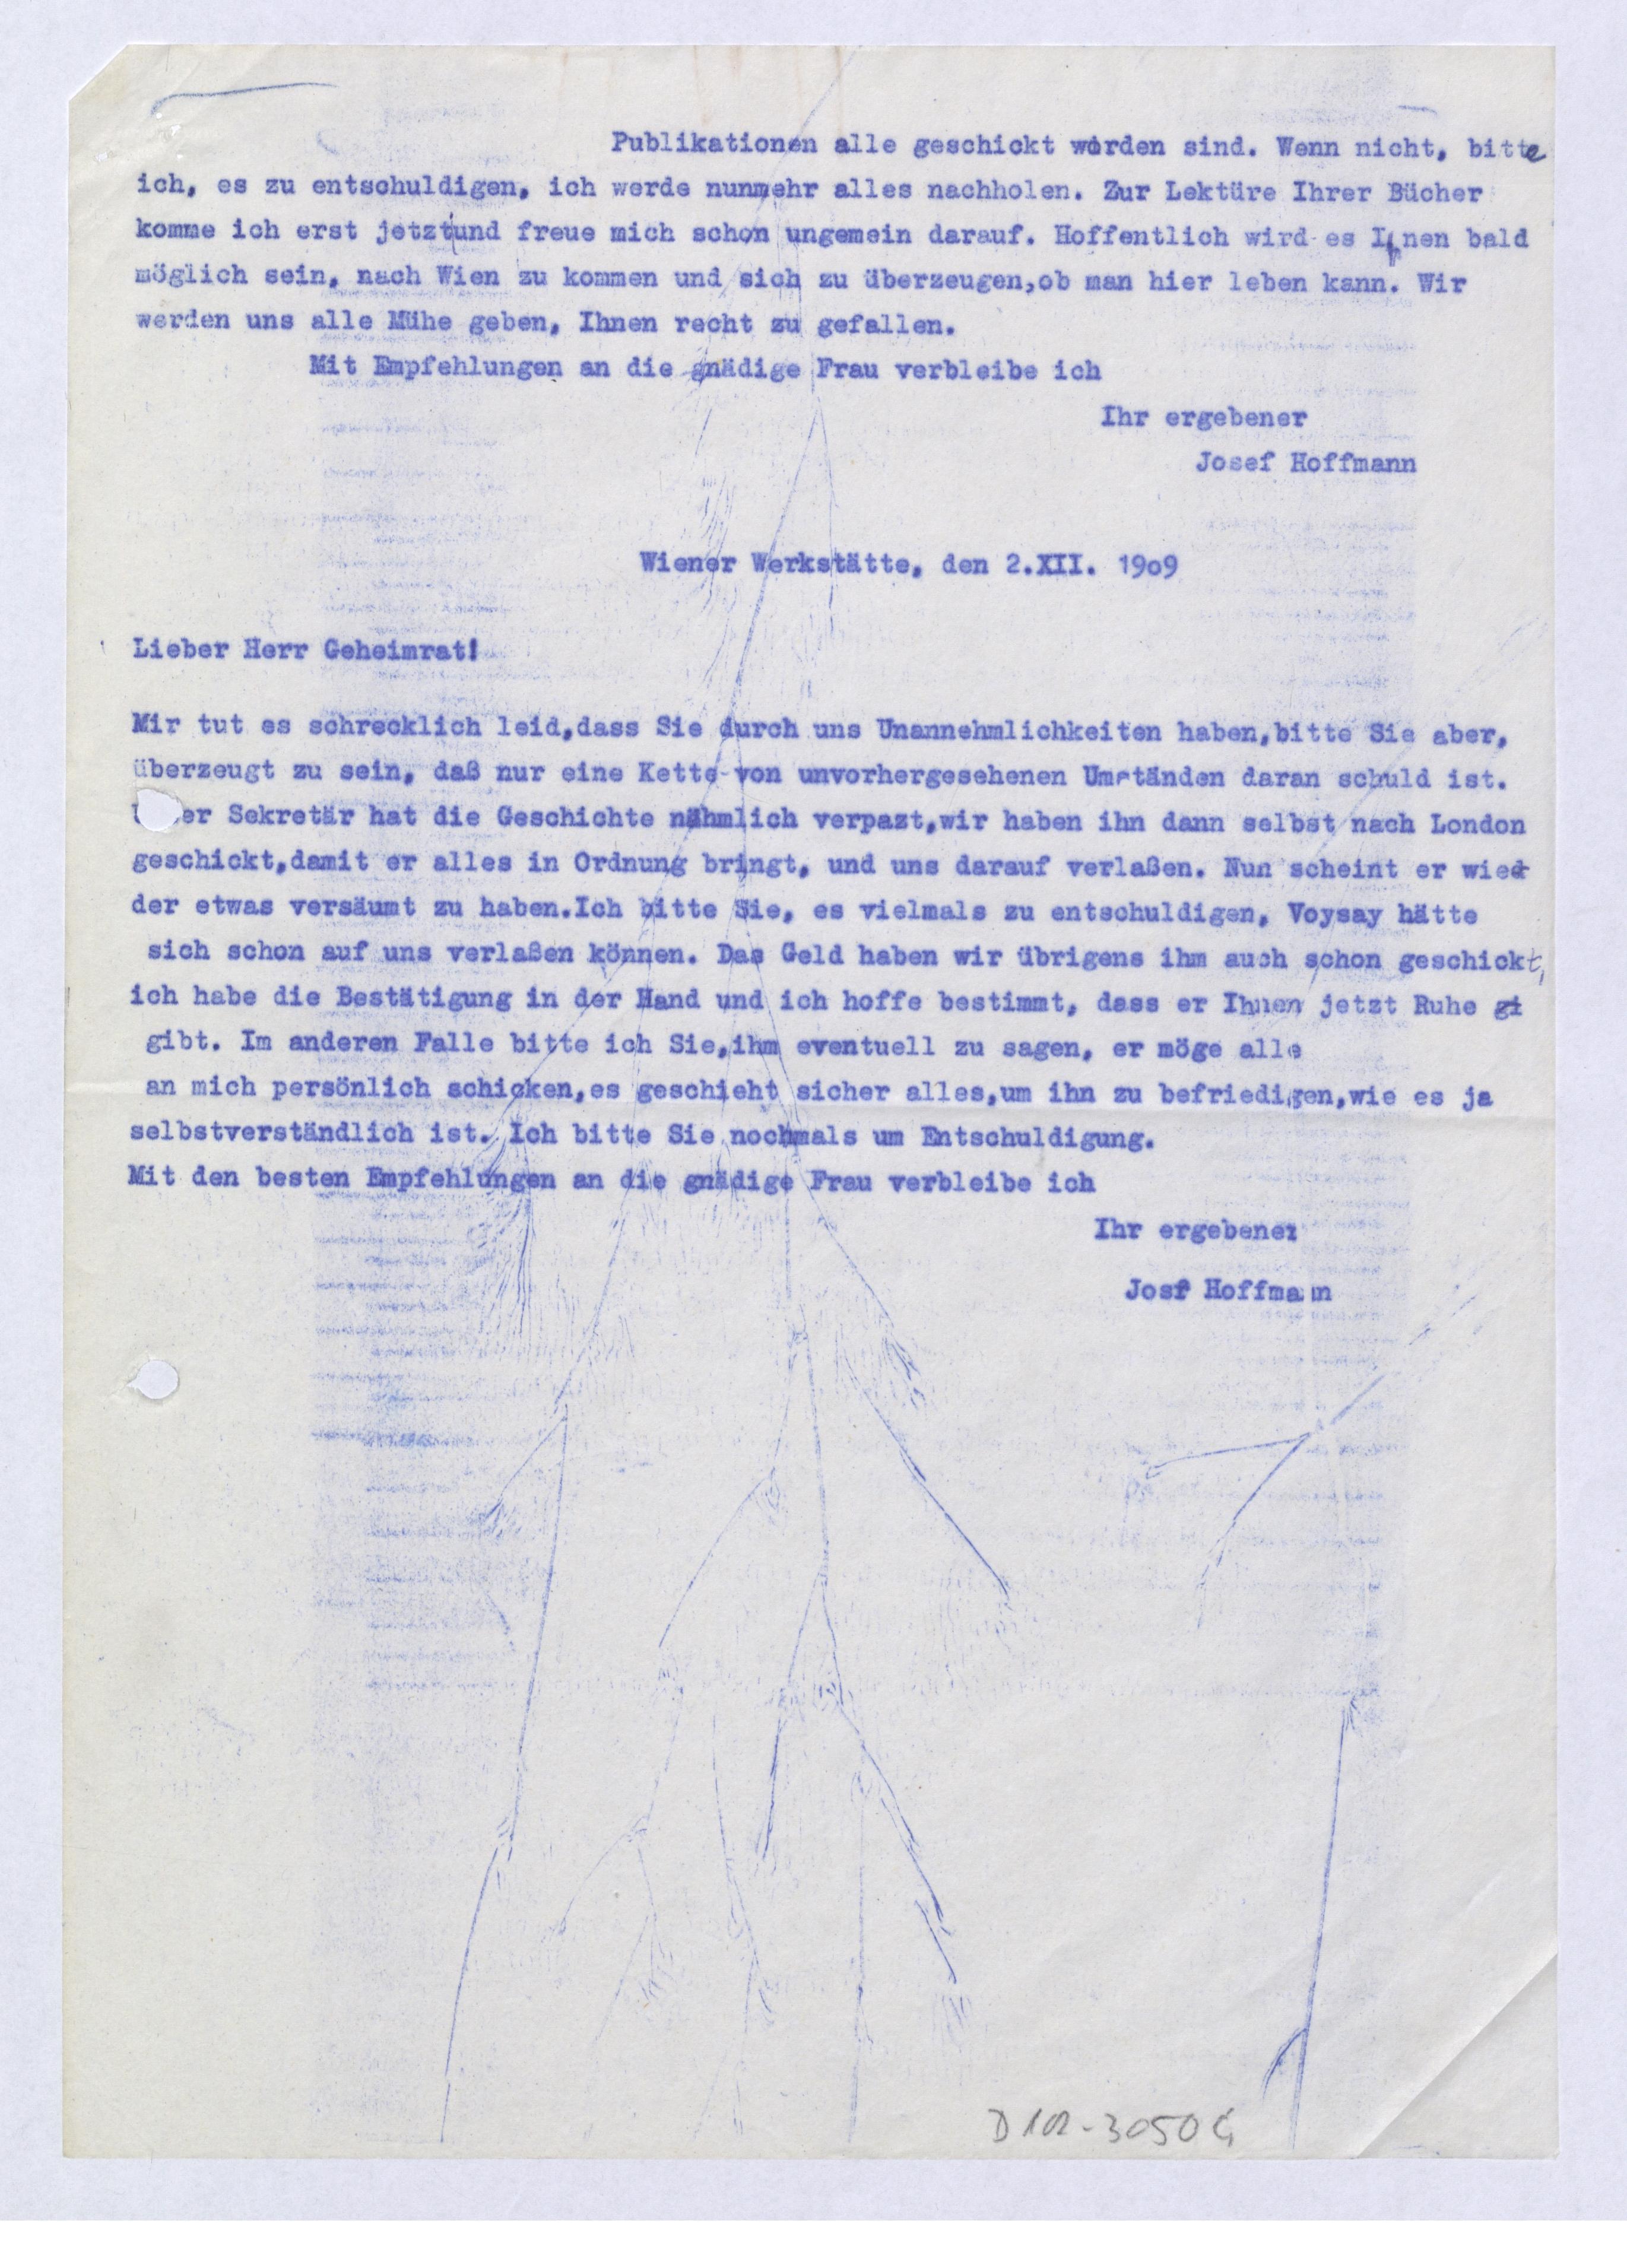 Publikationen alle geschickt worden sind. Wenn nicht, bitte
ich, es zu entschuldigen, ich werde nunmehr alles nachholen. Zur Lektüre Ihrer Bücher
komme ich erst jetzt und freue mich schon ungemein darauf. Hoffentlich wird es Ihnen bald
möglich sein, nach Wien zu kommen und sich zu überzeugen,ob man hier leben kann. Wir
werden uns alle Mühe geben, Ihnen recht zu gefallen.
Mit Empfehlungen an die gnädige Frau verbleibe ich
Ihr ergebener
Josef Hoffmann
Wiener Werkstätte, den 2.XII. 19o9
Lieber Herr Geheimrat!
Mir tut es schrecklich leid,dass Sie durch uns Unannehmlichkeiten haben,bitte Sie aber,
überzeugt zu sein, daß nur eine Kette von unvorhergesehenen Umständen daran schuld ist.
er Sekretär hat die Geschichte nähmlich verpazt,wir haben ihn dann selbst nach London
geschickt,damit er alles in Ordnung bringt, und uns darauf verlaßen. Nun scheint er wie
der etwas versäumt zu haben.Ich bitte Sie, es vielmals zu entschuldigen, Voysay hätte
sich schon auf uns verlaßen können. Das Geld haben wir übrigens ihm auch schon geschickt,
ich habe die Bestätigung in der Hand und ich hoffe bestimmt, dass er Ihnen jetzt Ruhe gi
gibt. Im anderen Falle bitte ich Sie,ihm eventuell zu sagen, er möge alle
an mich persönlich schicken,es geschieht sicher alles,um ihn zu befriedigen,wie es ja
selbstverständlich ist. Ich bitte Sie nochmals um Entschuldigung.
Mit den besten Empfehlungen an die gnädige Frau verbleibe ich
Ihr ergebener
Josf Hoffmann